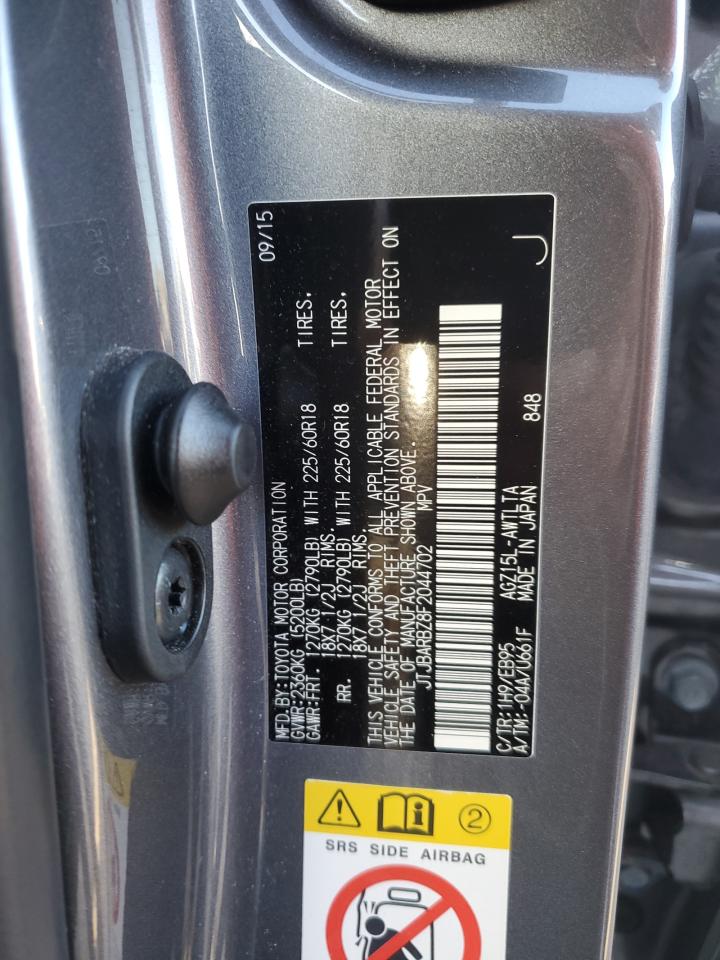 09/15
MFD.BY:TOYOTA MOTOR CORPORATION
GVWR:2360KG (5200LB)
GAWR:FRT. 1270KG (2790LB) WITH 225/60R18 TIRES,
18X7 1/2J RIMS,
RR. 1270KG (2790LB) WITH 225/60R18 TIRES,
18X7 1/2J RIMS.
THIS VEHICLE CONFORMS TO ALL APPLICABLE FEDERAL MOTOR
VEHICLE SAFETY AND THEFT PREVENTION STANDARDS IN EFFECT ON
THE DATE OF MANUFACTURE SHOWN ABOVE.
JTJBARBZ8F2044702 MPV
C/TR:1H9/EB95 AGZ15L-AWTLTA
A/TM:-04A/U661F MADE IN JAPAN 848
J
2
SRS SIDE AIRBAG